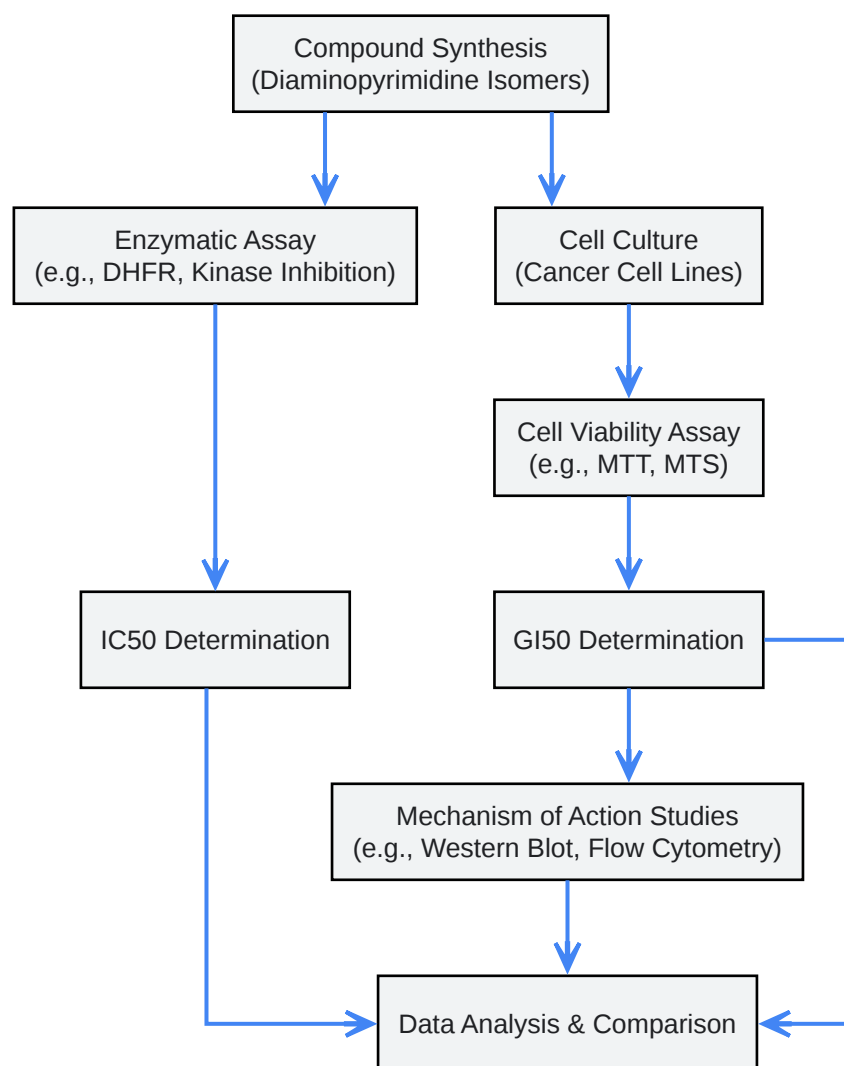 Compound Synthesis
(Diaminopyrimidine Isomers)
Enzymatic Assay
(e.g., DHFR, Kinase Inhibition)
Cell Culture
(Cancer Cell Lines)
Cell Viability Assay
(e.g., MTT, MTS)
IC50 Determination
GI50 Determination
Mechanism of Action Studies
(e.g., Western Blot, Flow Cytometry)
Data Analysis & Comparison